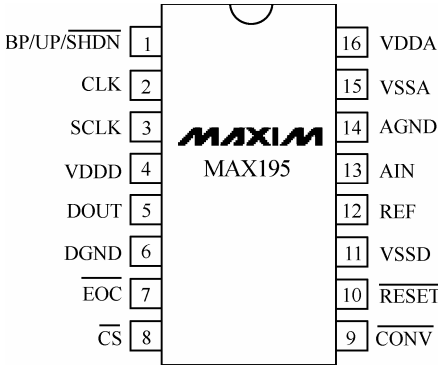 BP/UP/SHDN 1 16 VDDA
CLK 2 15 VSSA
SCLK 3 MAXIM 14 AGND
VDDD 4 MAX195 13 AIN
DOUT 5 12 REF
DGND 6 11 VSSD
EOC 7 10 RESET
CS 8 9 CONV